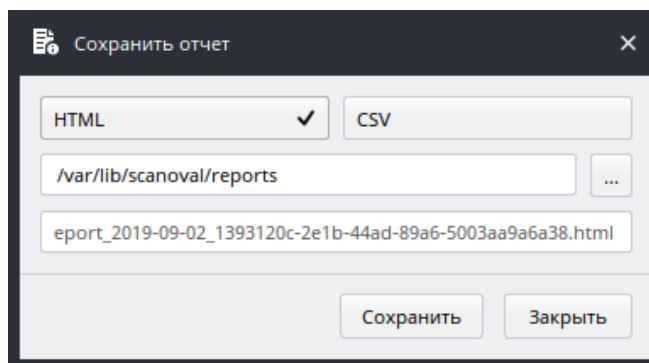 Сохранить отчет
HTML CSV
/var/lib/scanoval/reports ...
eport_2019-09-02_1393120c-2e1b-44ad-89a6-5003aa9a6a38.html
Сохранить Закрыть